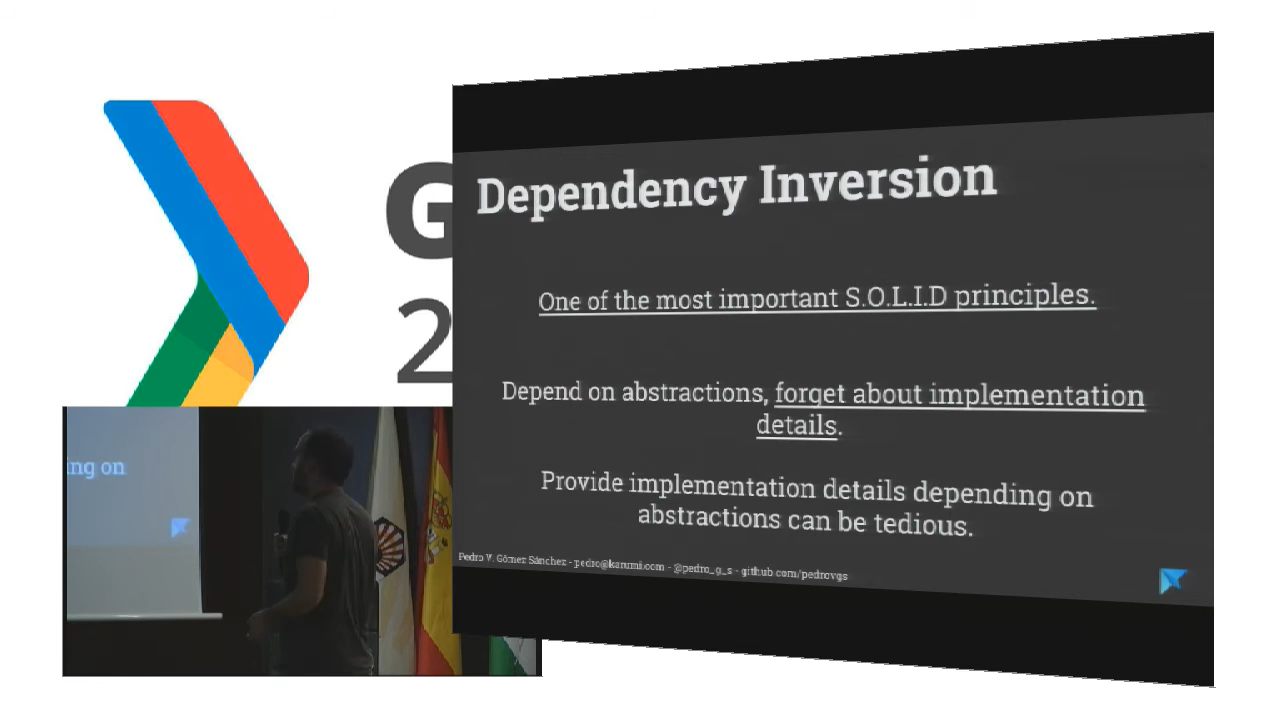 G
2
Dependency Inversion
One of the most important S.O.L.I.D principles.
Depend on abstractions, forget about implementation
details.
Provide implementation details depending on
abstractions can be tedious.
Pedro V. Gómez Sánchez - pedro@karumi.com - @pedro_g_s - github.com/pedrovgs
ng on